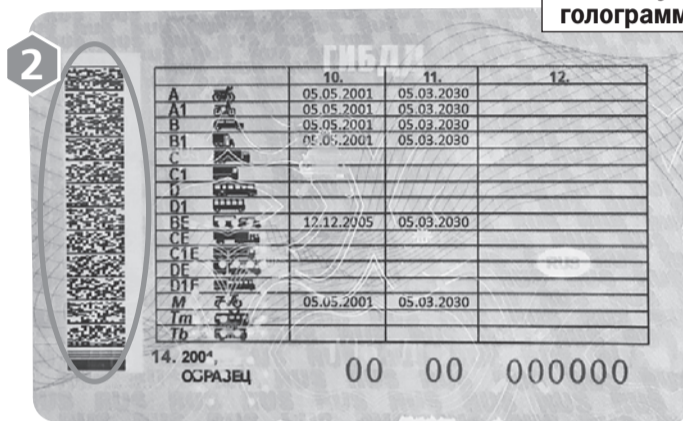 голограмм
2
ГИБДД
10. 11. 12.
A 05.05.2001 05.03.2030
A1 05.05.2001 05.03.2030
B 05.05.2001 05.03.2030
B1 05.05.2001 05.03.2030
C
C1
D
D1
BE 12.12.2005 05.03.2030
CE
C1E
DE
D1E
M 05.05.2001 05.03.2030
Tm
Tb
RUS
14. 2004,
ОБРАЗЕЦ 00 00 000000